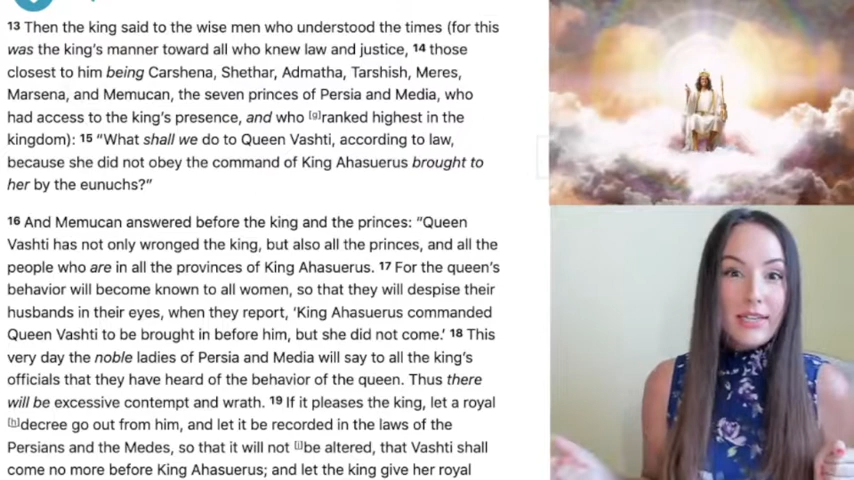 13 Then the king said to the wise men who understood the times (for this
was the king's manner toward all who knew law and justice, 14 those
closest to him being Carshena, Shethar, Admatha, Tarshish, Meres,
Marsena, and Memucan, the seven princes of Persia and Media, who
had access to the king's presence, and who [g]ranked highest in the
kingdom): 15 "What shall we do to Queen Vashti, according to law,
because she did not obey the command of King Ahasuerus brought to
her by the eunuchs?"
16 And Memucan answered before the king and the princes: "Queen
Vashti has not only wronged the king, but also all the princes, and all the
people who are in all the provinces of King Ahasuerus. 17 For the queen's
behavior will become known to all women, so that they will despise their
husbands in their eyes, when they report, 'King Ahasuerus commanded
Queen Vashti to be brought in before him, but she did not come.' 18 This
very day the noble ladies of Persia and Media will say to all the king's
officials that they have heard of the behavior of the queen. Thus there
will be excessive contempt and wrath. 19 If it pleases the king, let a royal
[h]decree go out from him, and let it be recorded in the laws of the
Persians and the Medes, so that it will not [i]be altered, that Vashti shall
come no more before King Ahasuerus; and let the king give her royal